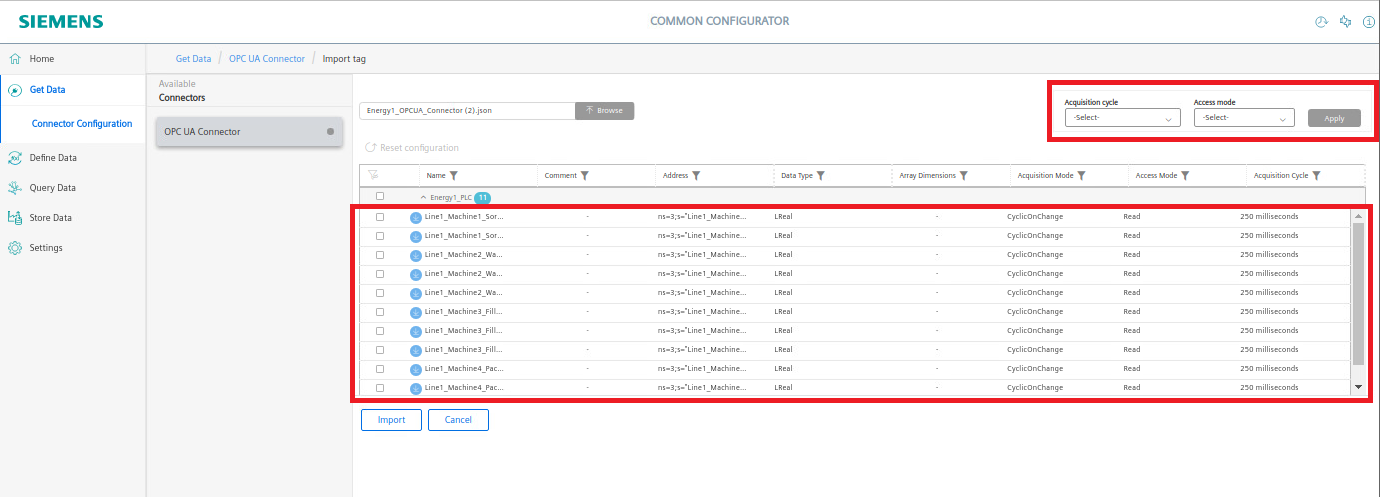 SIEMENS
COMMON CONFIGURATOR
Home
Get Data
Connector Configuration
Define Data
Query Data
Store Data
Settings
Get Data / OPC UA Connector / Import tag
Available
Connectors
OPC UA Connector
Energy1_OPCUA_Connector (2).json Browse
Acquisition cycle Access mode
-Select- -Select- Apply
Reset configuration
Name Comment Address Data Type Array Dimensions Acquisition Mode Access Mode Acquisition Cycle
Energy1_PLC 11
Line1_Machine1_Sor... - ns=3;s="Line1_Machine... LReal - CyclicOnChange Read 250 milliseconds
Line1_Machine1_Sor... - ns=3;s="Line1_Machine... LReal - CyclicOnChange Read 250 milliseconds
Line1_Machine2_Wa... - ns=3;s="Line1_Machine... LReal - CyclicOnChange Read 250 milliseconds
Line1_Machine2_Wa... - ns=3;s="Line1_Machine... LReal - CyclicOnChange Read 250 milliseconds
Line1_Machine2_Wa... - ns=3;s="Line1_Machine... LReal - CyclicOnChange Read 250 milliseconds
Line1_Machine3_Fill... - ns=3;s="Line1_Machine... LReal - CyclicOnChange Read 250 milliseconds
Line1_Machine3_Fill... - ns=3;s="Line1_Machine... LReal - CyclicOnChange Read 250 milliseconds
Line1_Machine3_Fill... - ns=3;s="Line1_Machine... LReal - CyclicOnChange Read 250 milliseconds
Line1_Machine4_Pac... - ns=3;s="Line1_Machine... LReal - CyclicOnChange Read 250 milliseconds
Line1_Machine4_Pac... - ns=3;s="Line1_Machine... LReal - CyclicOnChange Read 250 milliseconds
Import Cancel